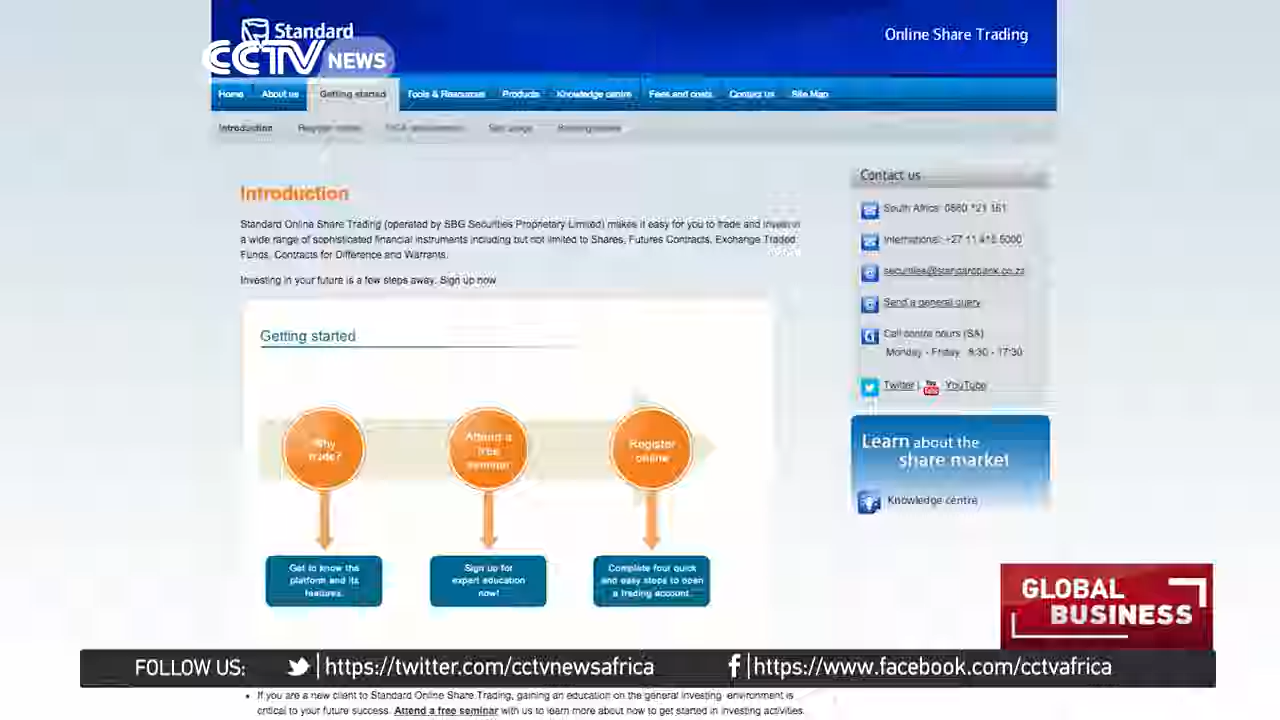 Standard
CCTV NEWS
Online Share Trading
Home About us Getting started Tools & Resources Products Knowledge centre Fees and costs Contact us Site Map
Introduction
Introduction
Standard Online Share Trading (operated by SBG Securities Proprietary Limited) makes it easy for you to trade and invest in
a wide range of sophisticated financial instruments including but not limited to Shares, Futures Contracts, Exchange Traded
Funds, Contracts for Difference and Warrants.
Investing in your future is a few steps away. Sign up now
Getting started
Why
trade?
Attend a
free
seminar
Register
online
Get to know the
platform and its
features.
Sign up for
expert education
now!
Complete four quick
and easy steps to open
a trading account
Contact us
South Africa: 0860 121 161
International: +27 11 415 5000
securities@standardbank.co.za
Send a general query
Call centre hours (SA)
Monday - Friday 8:30 - 17:30
Twitter | You Tube YouTube
Learn about the
share market
Knowledge centre
GLOBAL
BUSINESS
FOLLOW US: https://twitter.com/cctvnewsafrica https://www.facebook.com/cctvafrica
If you are a new client to Standard Online Share Trading, gaining an education on the general investing environment is
critical to your future success. Attend a free seminar with us to learn more about how to get started in investing activities.